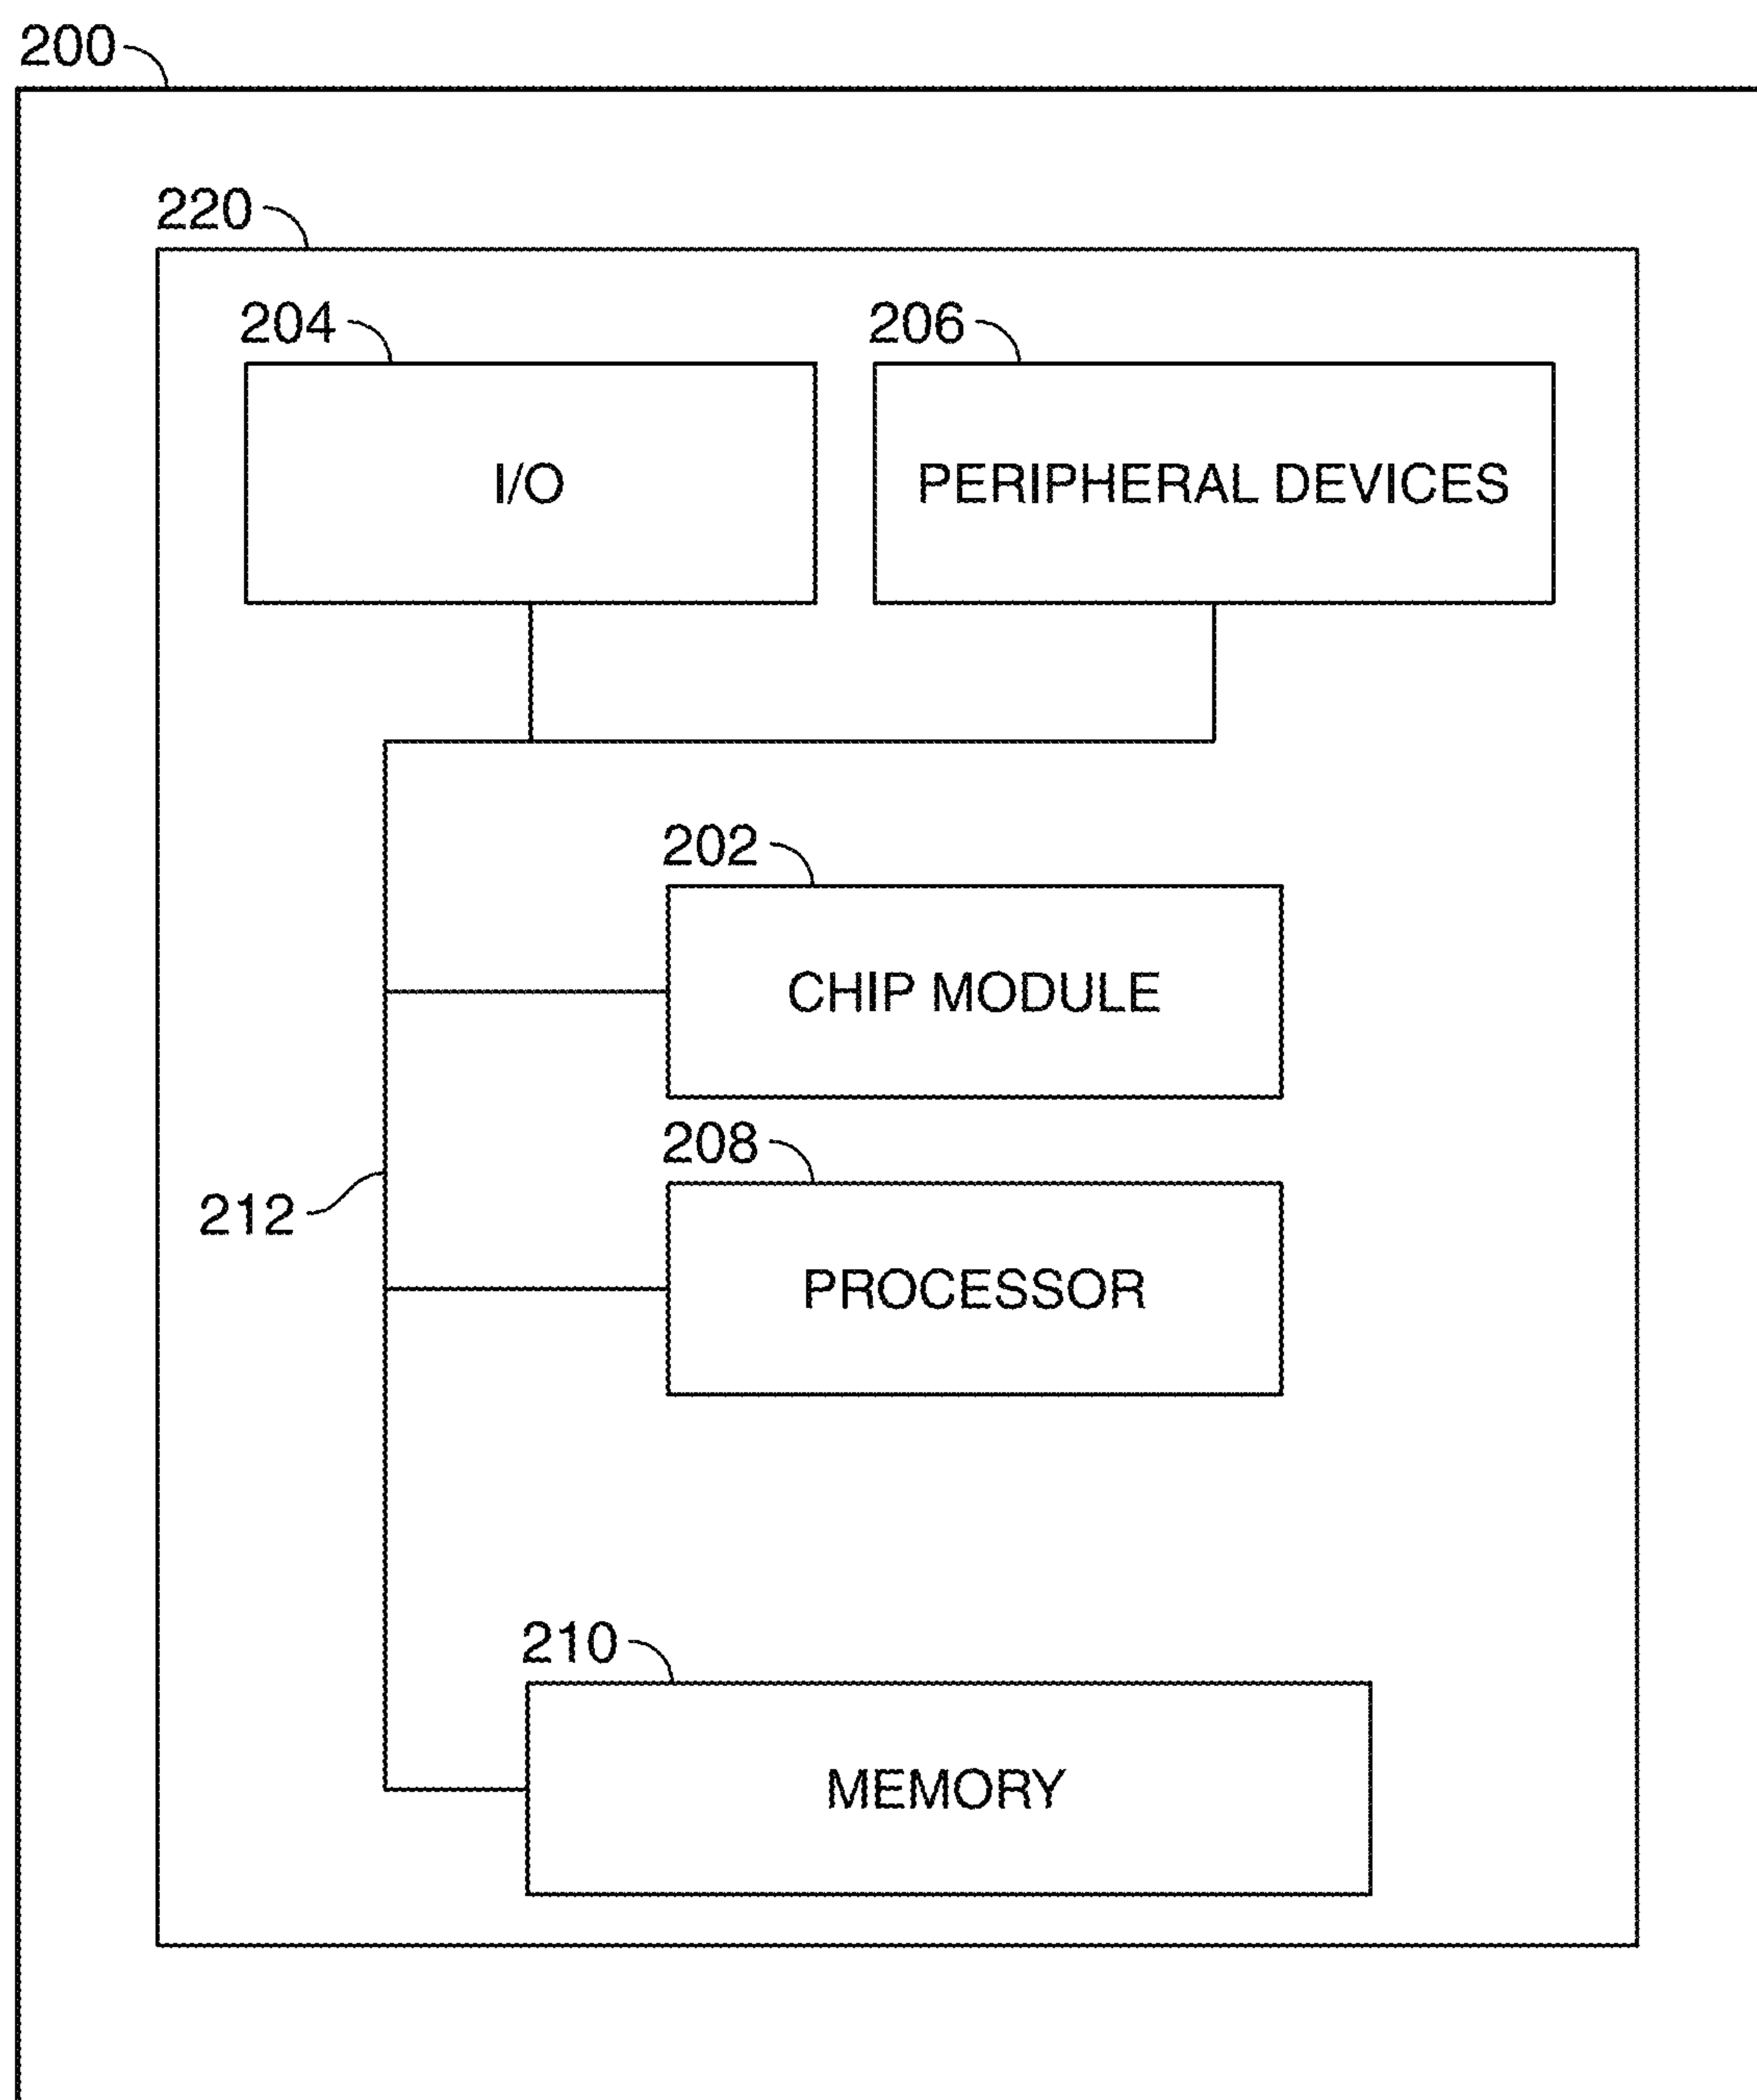 200
220
204
206
I/O
PERIPHERAL DEVICES
202
CHIP MODULE
208
212
PROCESSOR
210
MEMORY